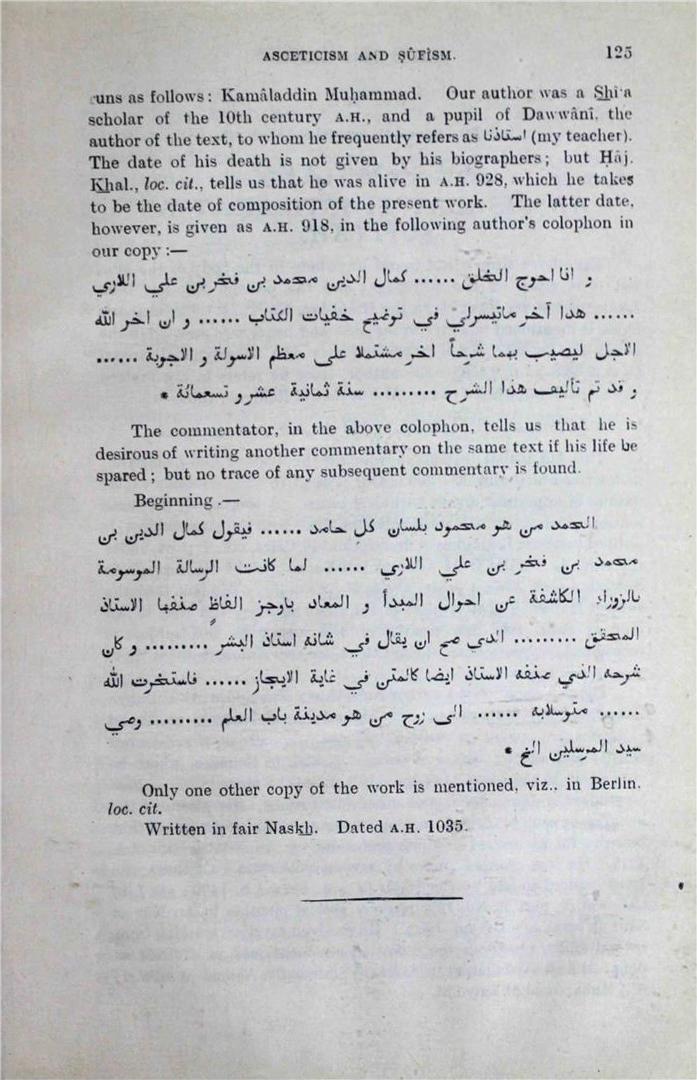 ASCETICISM AND ṢÛFÎSM. 125
runs as follows: Kamâladdin Muḥammad. Our author was a Shî‘a
scholar of the 10th century A.H., and a pupil of Dawwânî, the
author of the text, to whom he frequently refers as استاذنا (my teacher).
The date of his death is not given by his biographers; but Ḥâj.
Khal., loc. cit., tells us that he was alive in A.H. 928, which he takes
to be the date of composition of the present work. The latter date,
however, is given as A.H. 918, in the following author's colophon in
our copy :—
و انا احوج الخلق ...... كمال الدين محمد بن فخر بن علي اللاري
...... هذا آخر ماتيسرلي في توضيح خفيات الكتاب ...... و ان اخر الله
الاجل ليصيب بهما شرحاً اخر مشتملا على معظم الاسولة و الاجوبة ......
و قد تم تأليف هذا الشرح ......... سنة ثمانية عشر و تسعمائة *
The commentator, in the above colophon, tells us that he is
desirous of writing another commentary on the same text if his life be
spared; but no trace of any subsequent commentary is found.
Beginning .—
الحمد من هو محمود بلسان كل حامد ...... فيقول كمال الدين بن
محمد بن فخر بن علي اللاري ...... لما كانت الرسالة الموسومة
بالزوراء الكاشفة عن احوال المبدأ و المعاد باوجز الفاظ صنفها الاستاذ
المحقق ......... الدي صح ان يقال في شانه استاذ البشر ......... و كان
شرحه الذي صنفه الاستاذ ايضا كالمتن في غاية الايجاز ...... فاستخرت الله
...... متوسلابه ...... الى روح من هو مدينة باب العلم ......... وصي
سيد المرسلين الخ *
Only one other copy of the work is mentioned, viz., in Berlin.
loc. cit.
Written in fair Naskh. Dated A.H. 1035.